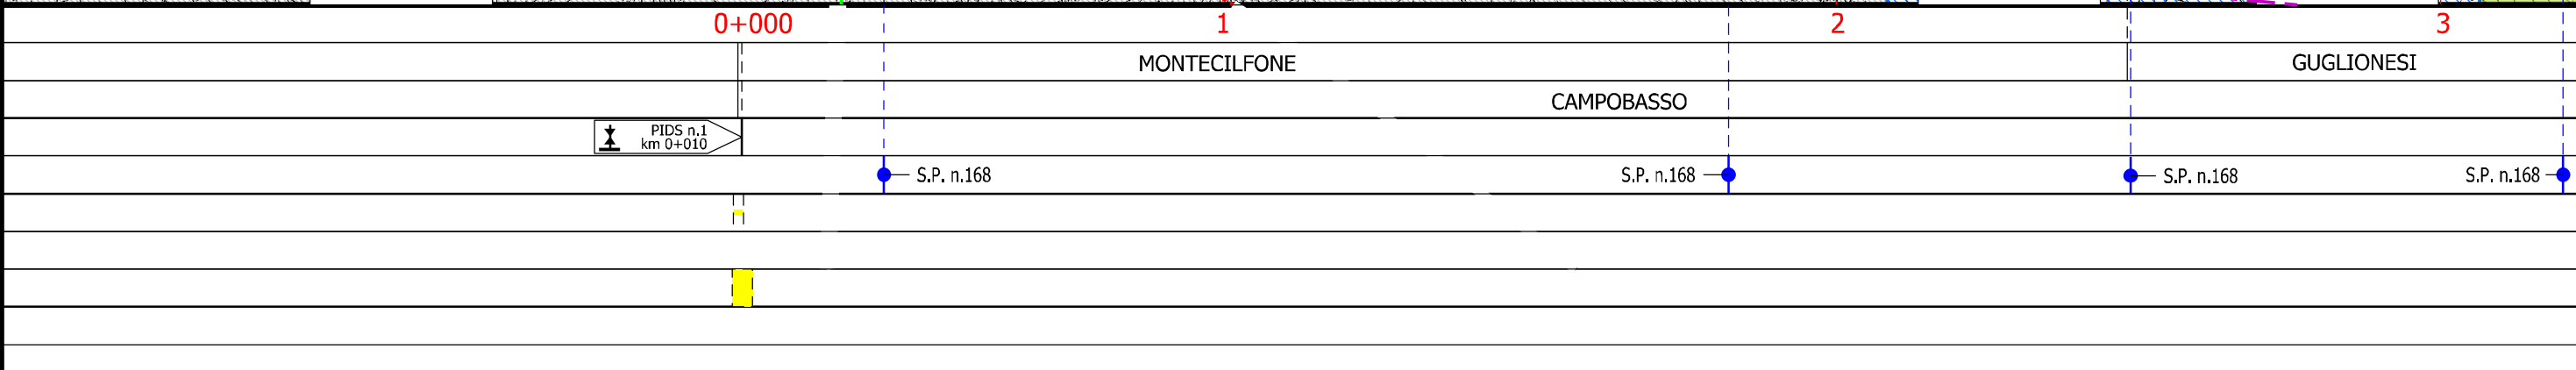 0+000 1 2 3
MONTECILFONE GUGLIONESI
CAMPOBASSO
PIDS n.1
km 0+010
S.P. n.168 S.P. n.168 S.P. n.168 S.P. n.168